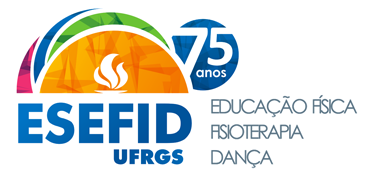 75
anos
ESEFID
UFRGS
EDUCAÇÃO FÍSICA
FISIOTERAPIA
DANÇA